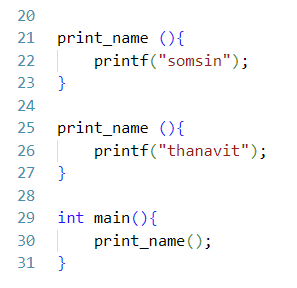 20
21 print_name (){
22     printf("somsin");
23 }
24
25 print_name (){
26     printf("thanavit");
27 }
28
29 int main(){
30     print_name();
31 }